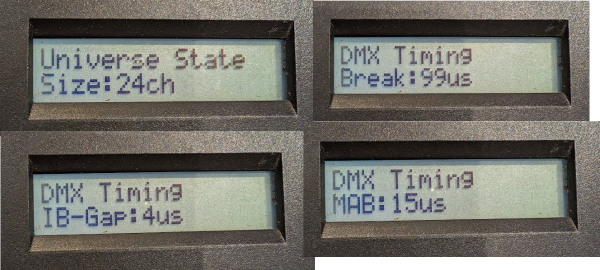 Universe State
Size:24ch
DMX Timing
Break:99us
DMX Timing
IB-Gap:4us
DMX Timing
MAB:15us